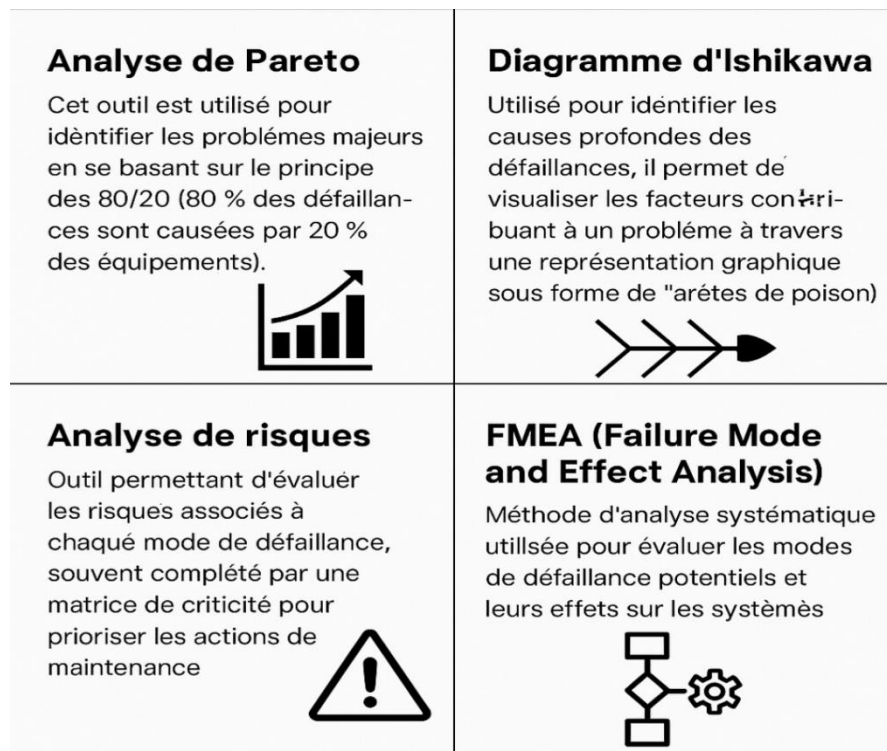 Analyse de Pareto
Cet outil est utilisé pour
idèntifier les problémes majeurs
en se basant sur le principe
des 80/20 (80 % des défaillan-
ces sont causées par 20 %
des équipements).
Diagramme d'Ishikawa
Utilisé pour identifier les
causes profondes des
défaillances, il permet de
visualiser les facteurs
buant à un probléme à travers
une représentation graphique
sous forme de "arétes de poison)
Analyse de risques
Outil permettant d'évaluér
les risques associés à
chaqué mode de défaillance,
souvent complété par une
matrice de criticité pour
prioriser les actions de
maintenance
FMEA (Failure Mode
and Effect Analysis)
Méthode d'analyse systématique
utillsée pour évaluer les modes
de défaillance potentiels et
leurs effets sur les systèmès